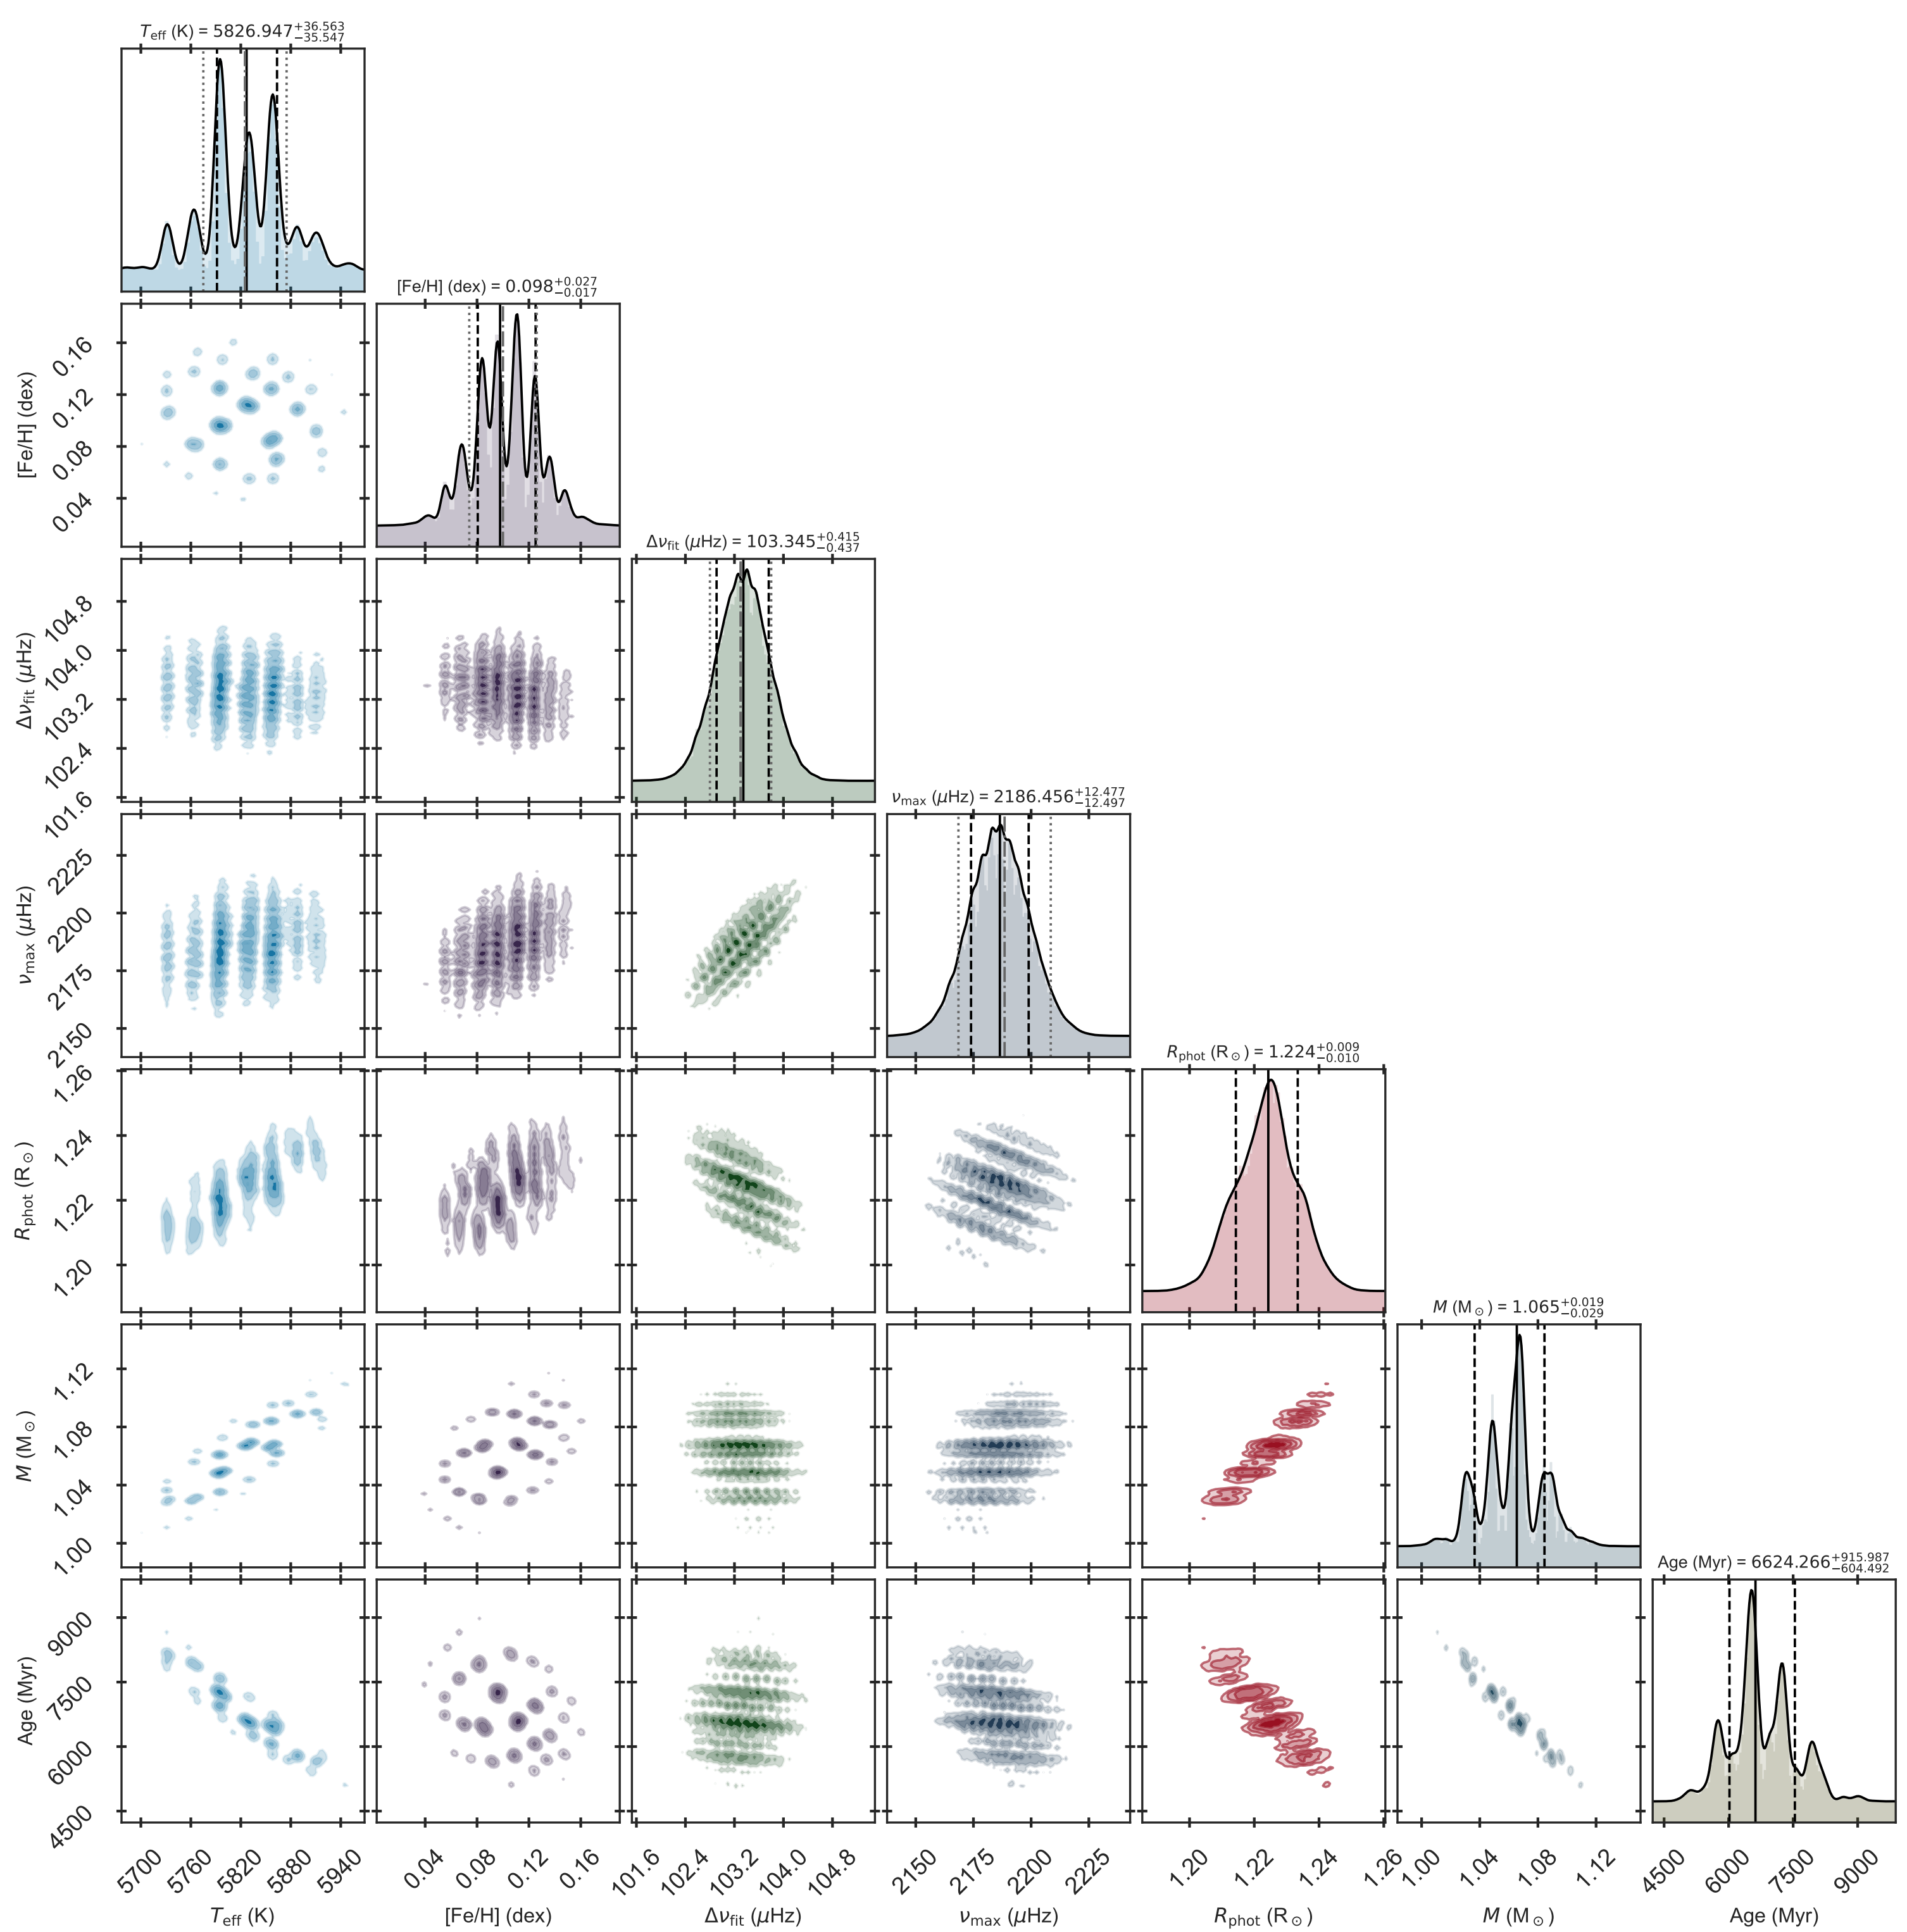 T_eff (K) = 5826.947 +36.563 −35.547
[Fe/H] (dex) = 0.098 +0.027 −0.017
[Fe/H] (dex)
0.16
0.12
0.08
0.04
Δν_fit (μHz) = 103.345 +0.415 −0.437
Δν_fit (μHz)
104.8
104.0
103.2
102.4
101.6
ν_max (μHz) = 2186.456 +12.477 −12.497
ν_max (μHz)
2225
2200
2175
2150
R_phot (R⊙) = 1.224 +0.009 −0.010
R_phot (R⊙)
1.26
1.24
1.22
1.20
M (M⊙) = 1.065 +0.019 −0.029
M (M⊙)
1.12
1.08
1.04
1.00
Age (Myr) = 6624.266 +915.987 −604.492
Age (Myr)
9000
7500
6000
4500
5700 5760 5820 5880 5940 0.04 0.08 0.12 0.16 101.6 102.4 103.2 104.0 104.8 2150 2175 2200 2225 1.20 1.22 1.24 1.26 1.00 1.04 1.08 1.12 4500 6000 7500 9000
T_eff (K) [Fe/H] (dex) Δν_fit (μHz) ν_max (μHz) R_phot (R⊙) M (M⊙) Age (Myr)